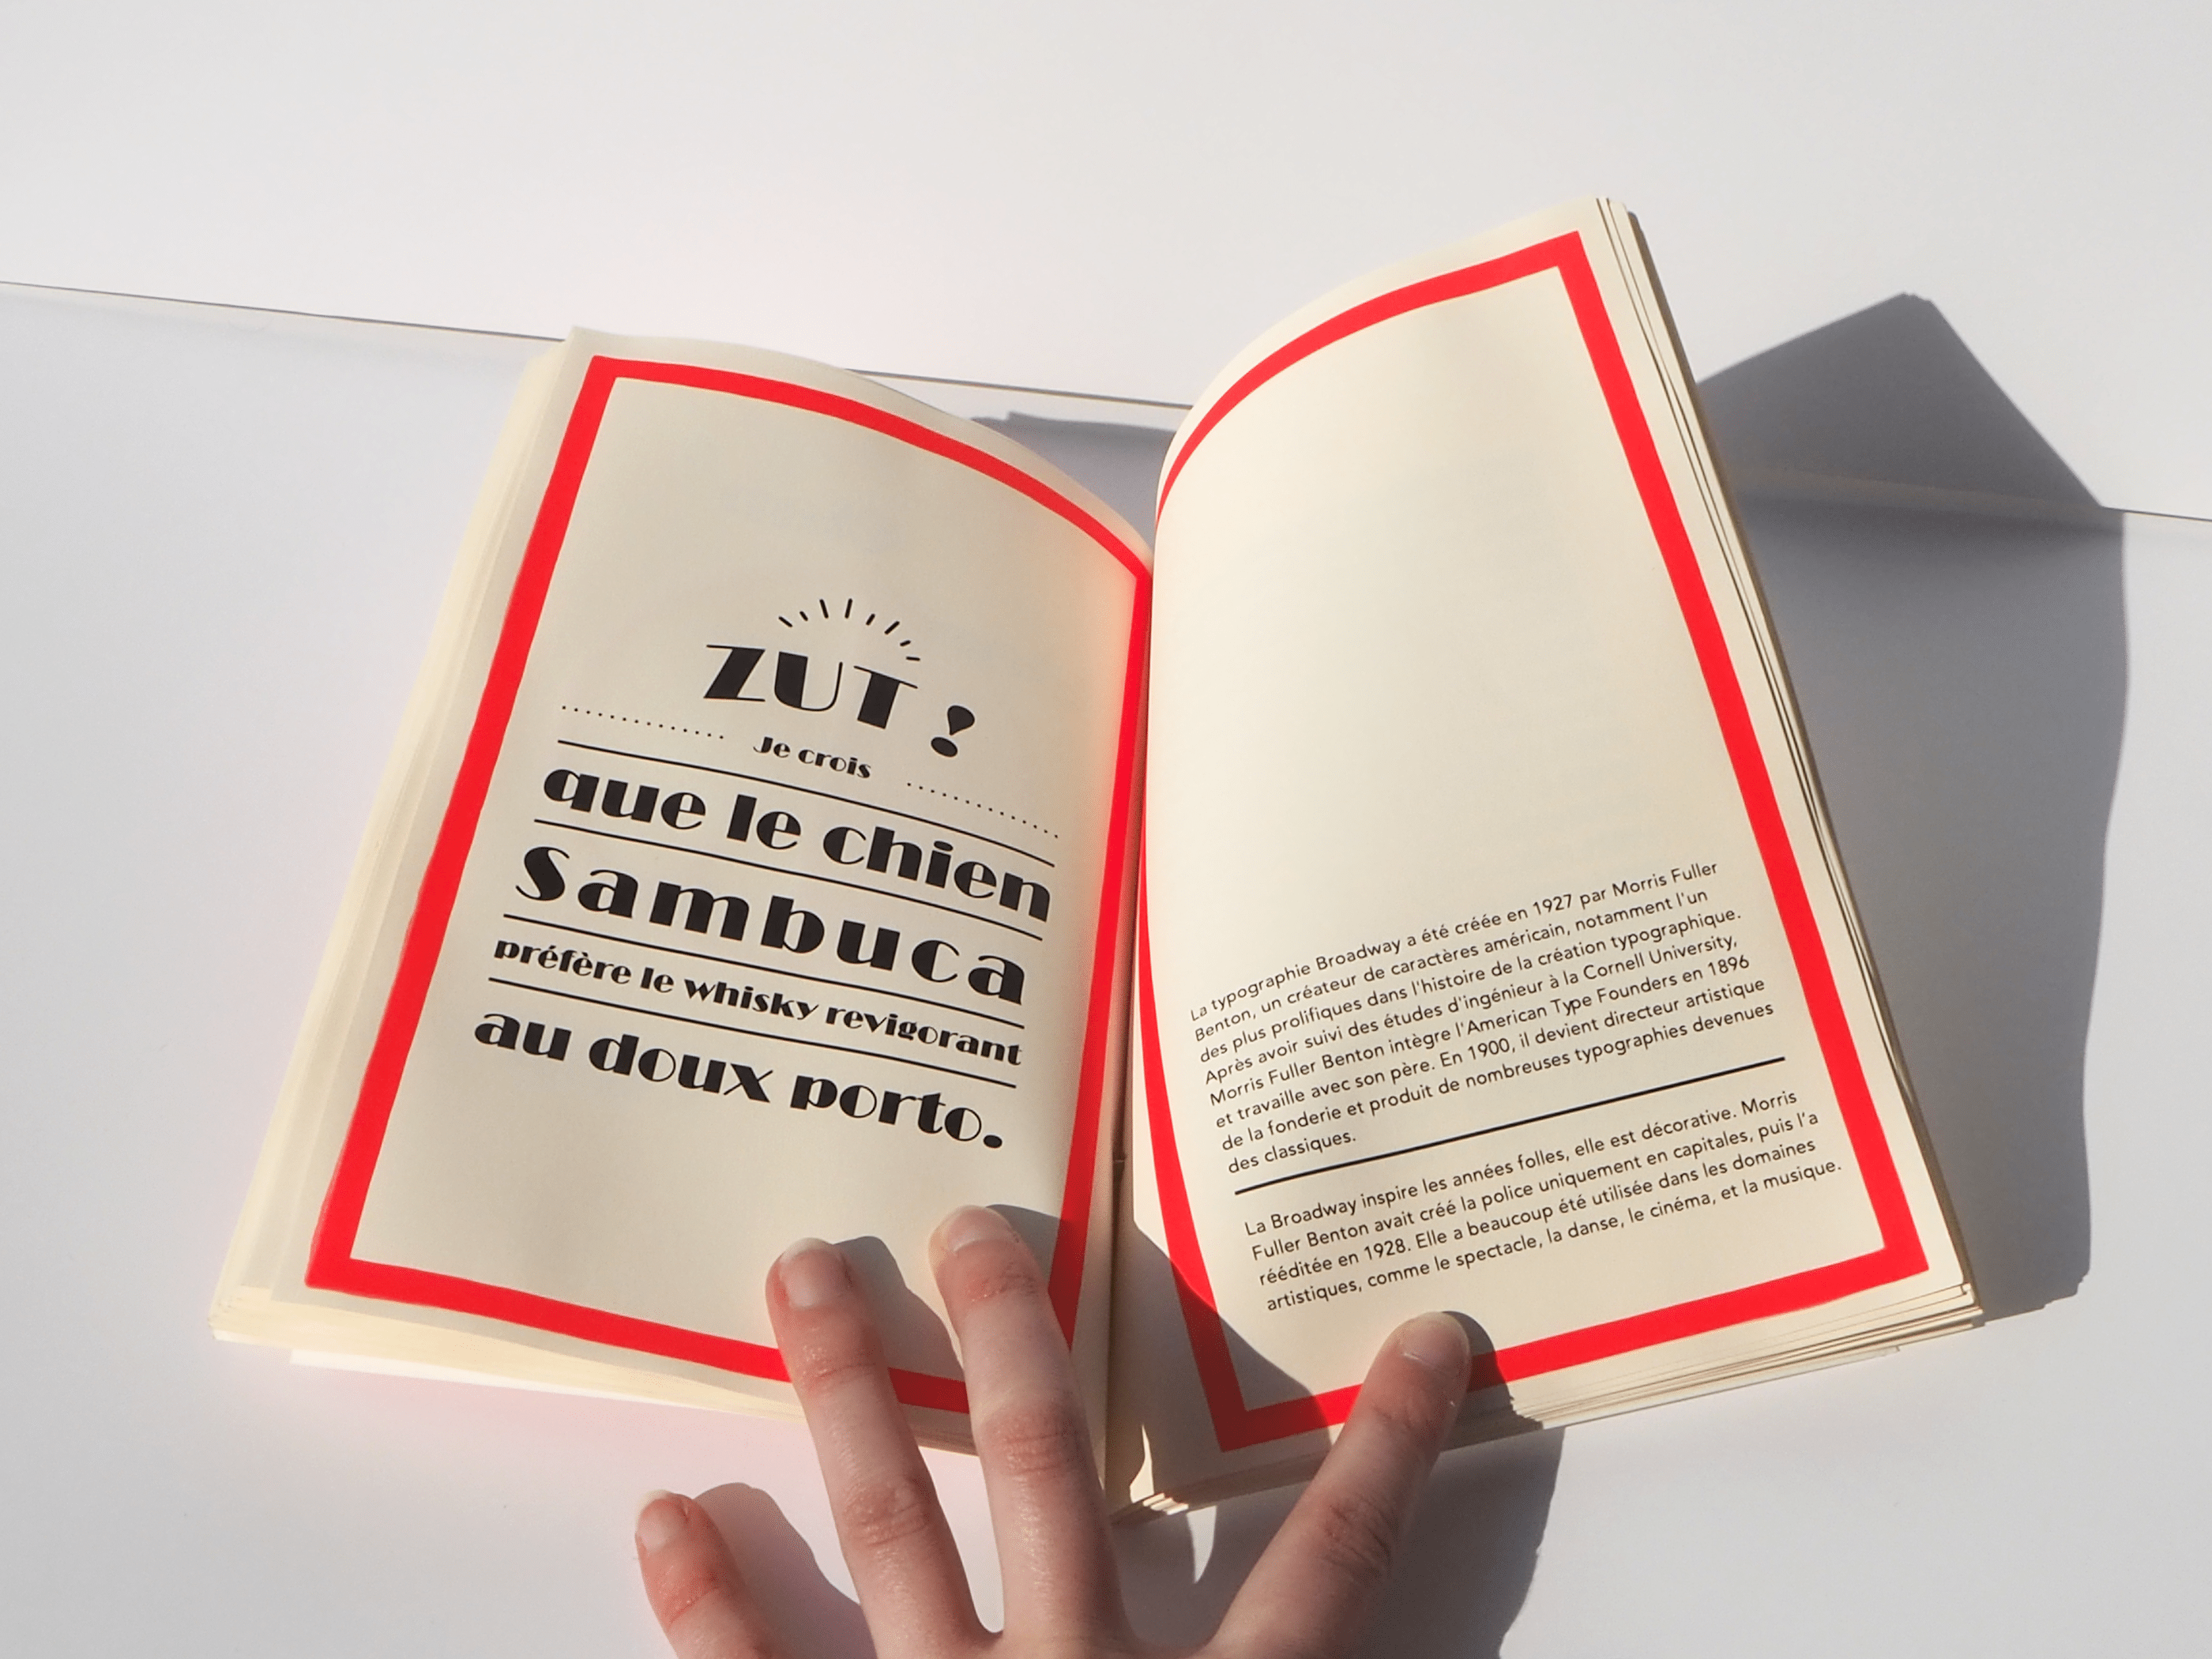 ZUT !
Je crois
que le chien
Sambuca
préfère le whisky revigorant
au doux porto.
La typographie Broadway a été créée en 1927 par Morris Fuller
Benton, un créateur de caractères américain, notamment l'un
des plus prolifiques dans l'histoire de la création typographique.
Après avoir suivi des études d'ingénieur à la Cornell University,
Morris Fuller Benton intègre l'American Type Founders en 1896
et travaille avec son père. En 1900, il devient directeur artistique
de la fonderie et produit de nombreuses typographies devenues
des classiques.
La Broadway inspire les années folles, elle est décorative. Morris
Fuller Benton avait créé la police uniquement en capitales, puis l'a
rééditée en 1928. Elle a beaucoup été utilisée dans les domaines
artistiques, comme le spectacle, la danse, le cinéma, et la musique.